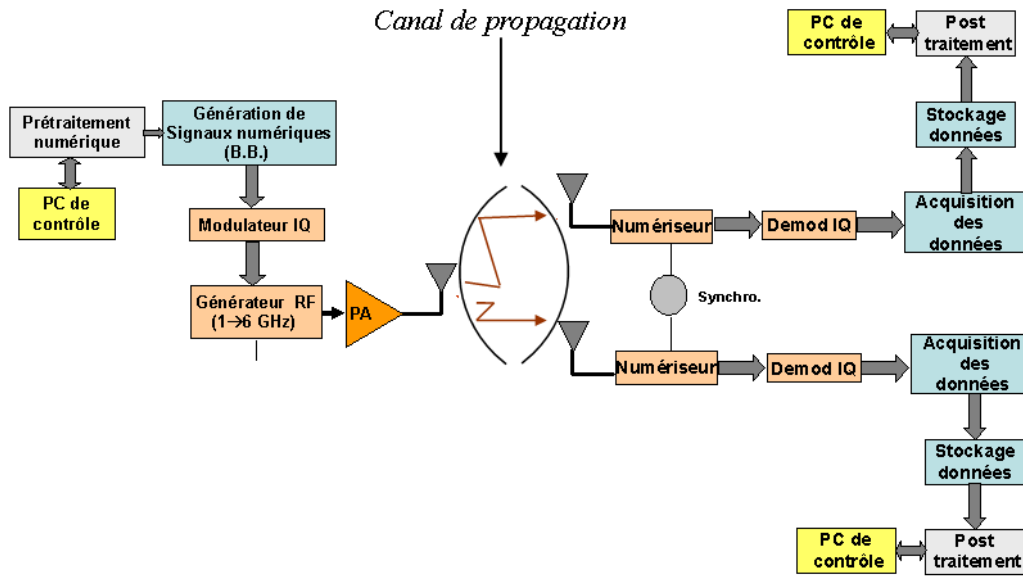 Canal de propagation
PC de
contrôle
Post
traitement
Stockage
données
Génération de
Signaux numériques
(B.B.)
Prétraitement
numérique
PC de
contrôle
Modulateur IQ
Générateur RF
(1→6 GHz)
PA
Numériseur
Demod IQ
Acquisition
des
données
Synchro.
Numériseur
Demod IQ
Acquisition
des
données
Stockage
données
PC de
contrôle
Post
traitement